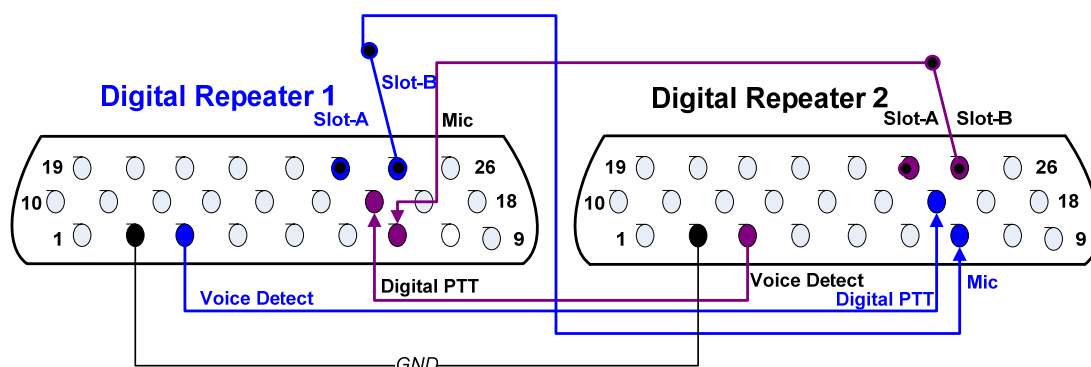 Digital Repeater 1
Slot-B
Slot-A
Mic
19
26
10
18
1
9
Digital PTT
Voice Detect
GND
Digital Repeater 2
Slot-A
Slot-B
19
26
10
18
1
9
Voice Detect
Digital PTT
Mic